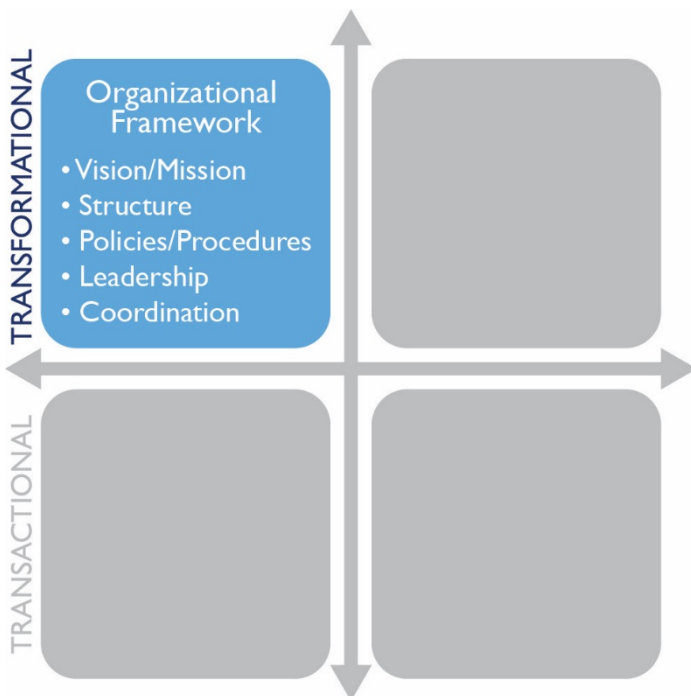 TRANSFORMATIONAL
Organizational
Framework
• Vision/Mission
• Structure
• Policies/Procedures
• Leadership
• Coordination
TRANSACTIONAL